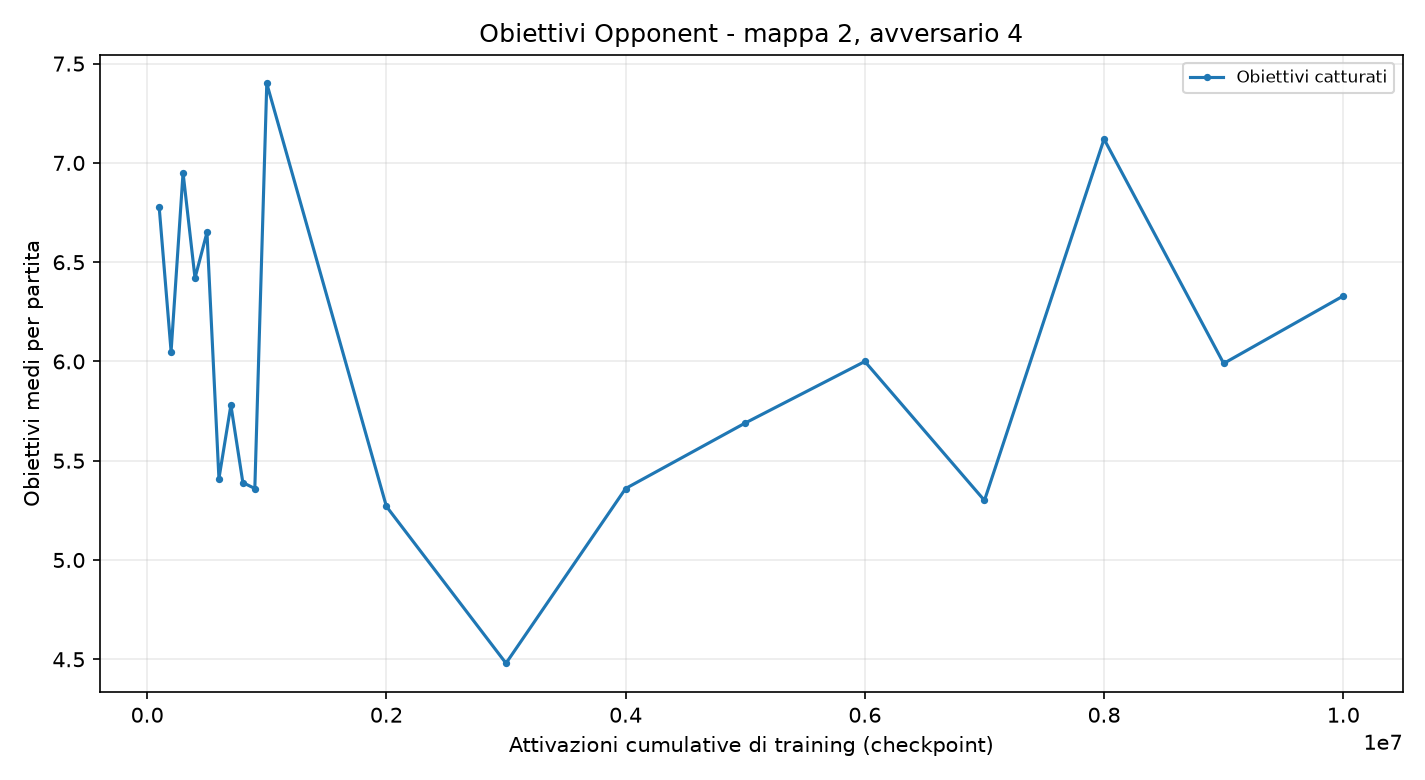 Obiettivi Opponent - mappa 2, avversario 4
Obiettivi catturati
Obiettivi medi per partita
7.5
7.0
6.5
6.0
5.5
5.0
4.5
0.0 0.2 0.4 0.6 0.8 1.0
1e7
Attivazioni cumulative di training (checkpoint)